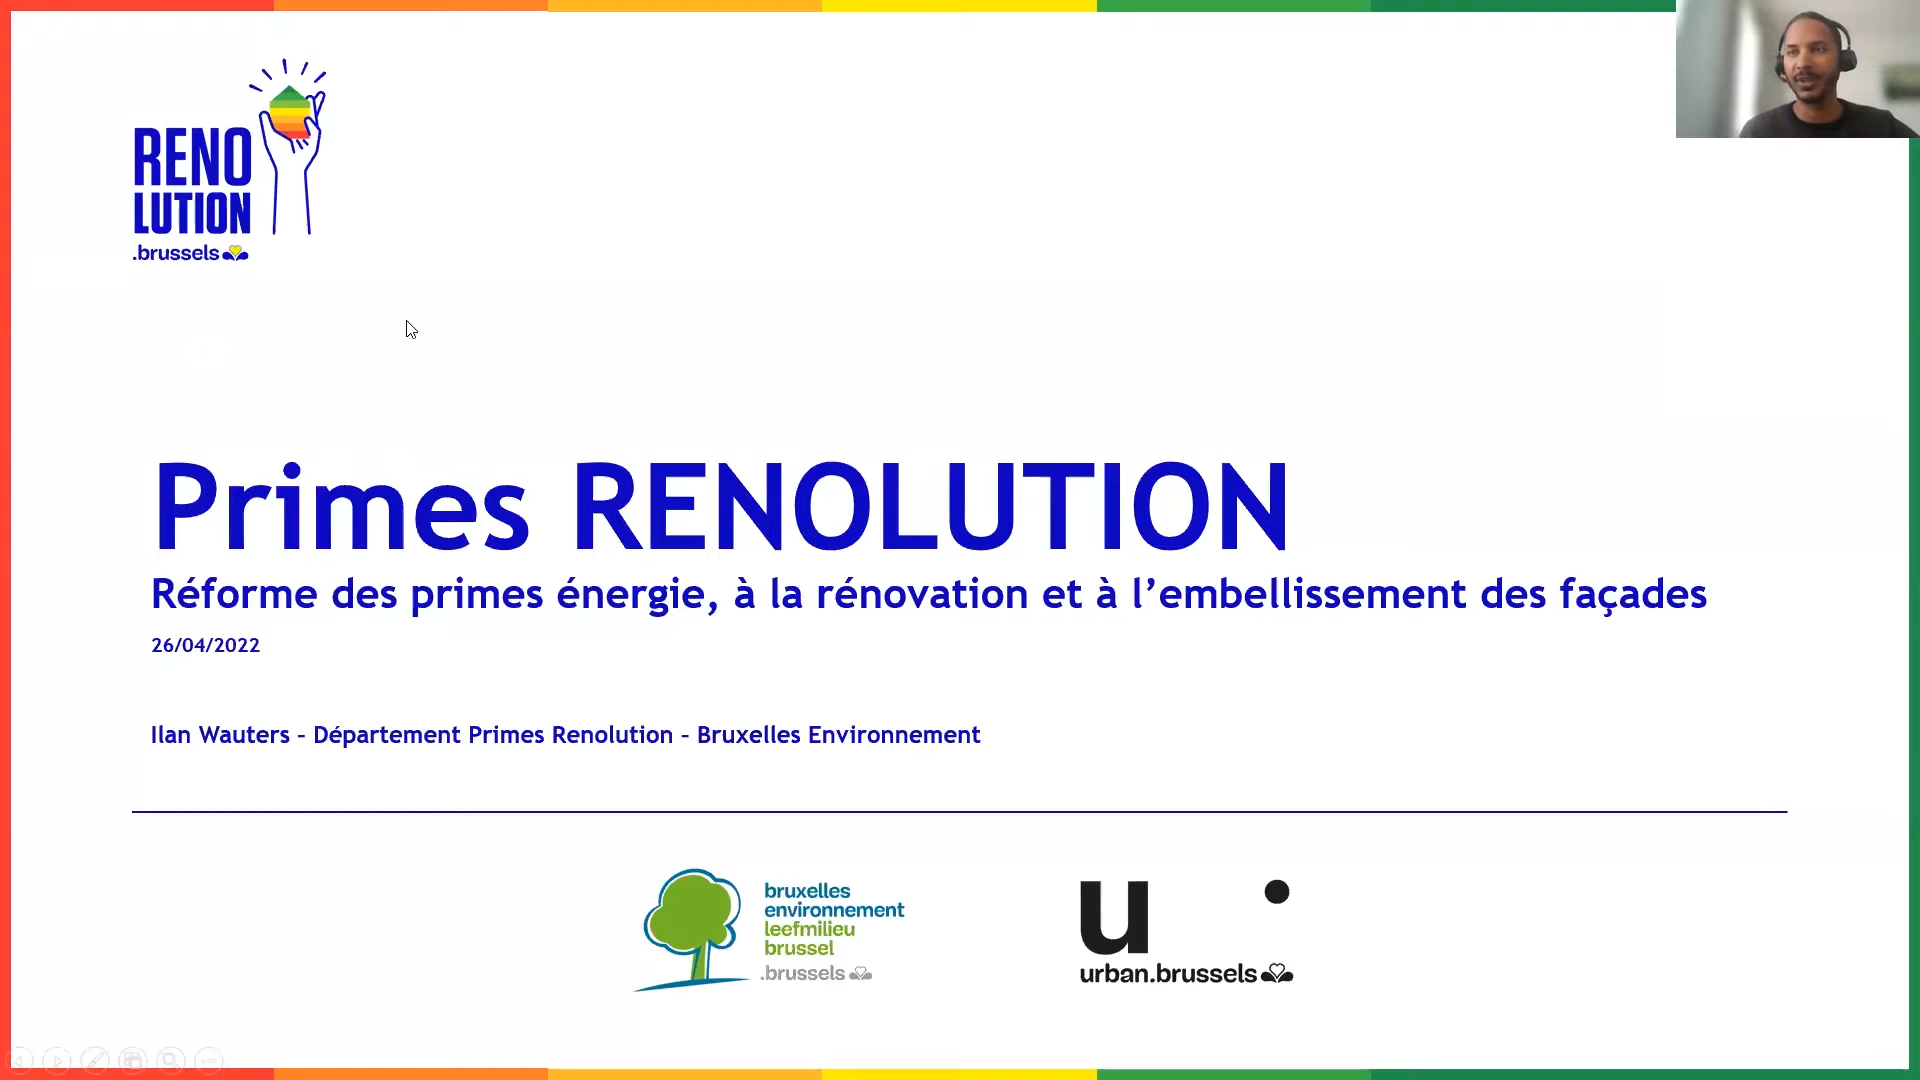 RENO
LUTION
.brussels
Primes RENOLUTION
Réforme des primes énergie, à la rénovation et à l’embellissement des façades
26/04/2022
Ilan Wauters – Département Primes Renolution – Bruxelles Environnement
bruxelles
environnement
leefmilieu
brussel
.brussels
u
urban.brussels